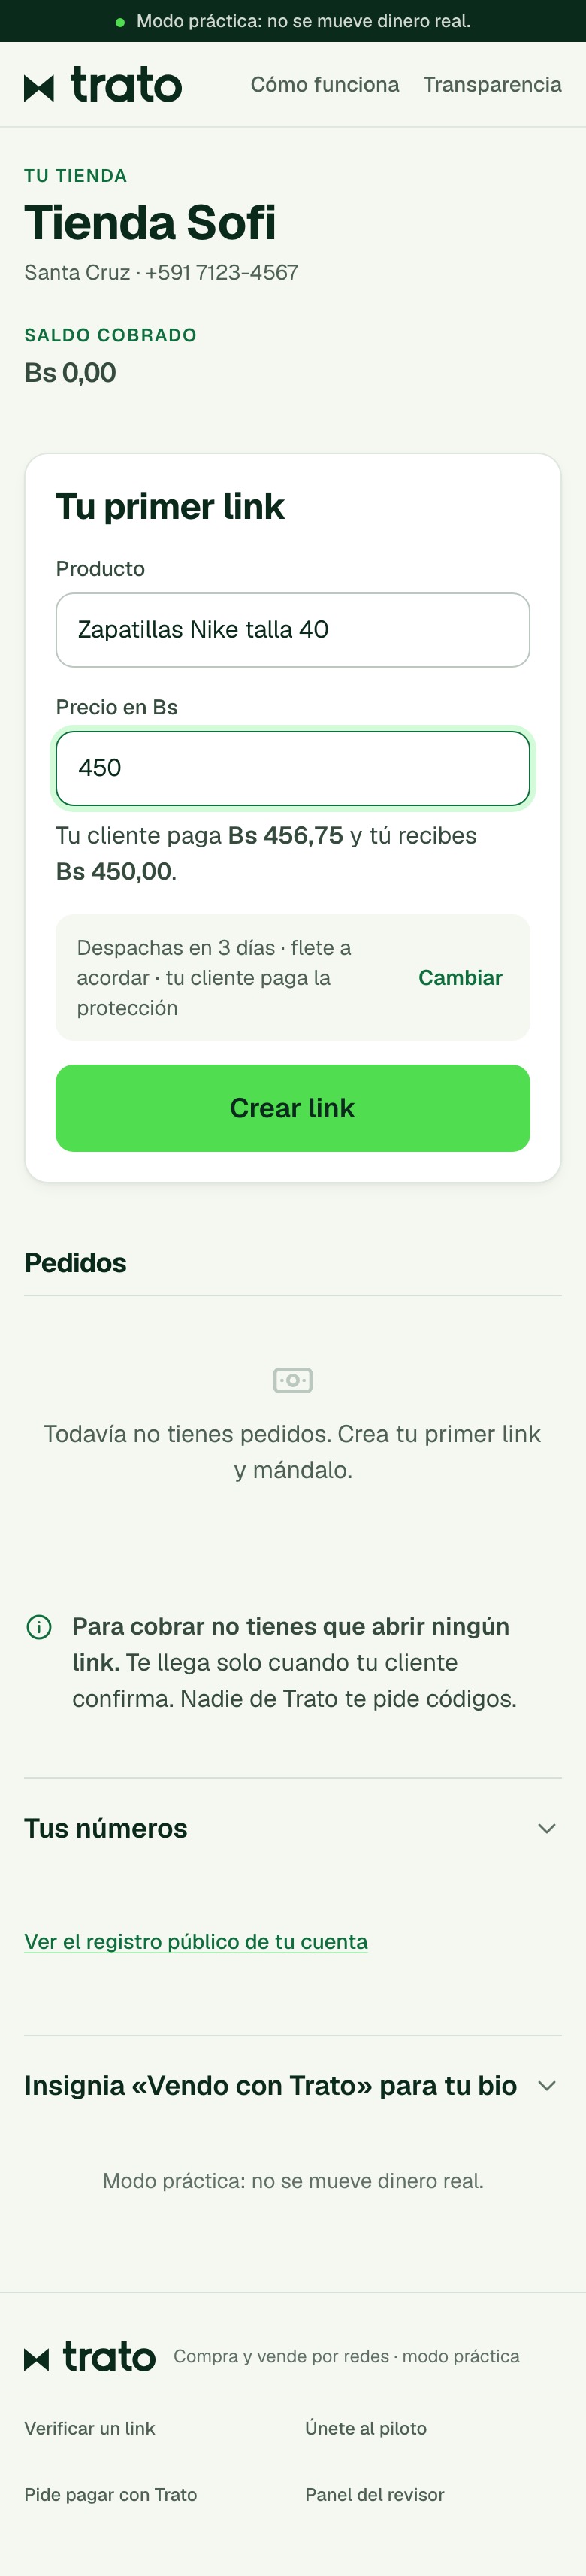 Modo práctica: no se mueve dinero real.
trato
Cómo funciona
Transparencia
TU TIENDA
Tienda Sofi
Santa Cruz · +591 7123-4567
SALDO COBRADO
Bs 0,00
Tu primer link
Producto
Zapatillas Nike talla 40
Precio en Bs
450
Tu cliente paga Bs 456,75 y tú recibes
Bs 450,00.
Despachas en 3 días · flete a
acordar · tu cliente paga la
protección
Cambiar
Crear link
Pedidos
Todavía no tienes pedidos. Crea tu primer link
y mándalo.
Para cobrar no tienes que abrir ningún
link. Te llega solo cuando tu cliente
confirma. Nadie de Trato te pide códigos.
Tus números
Ver el registro público de tu cuenta
Insignia «Vendo con Trato» para tu bio
Modo práctica: no se mueve dinero real.
trato
Compra y vende por redes · modo práctica
Verificar un link
Únete al piloto
Pide pagar con Trato
Panel del revisor